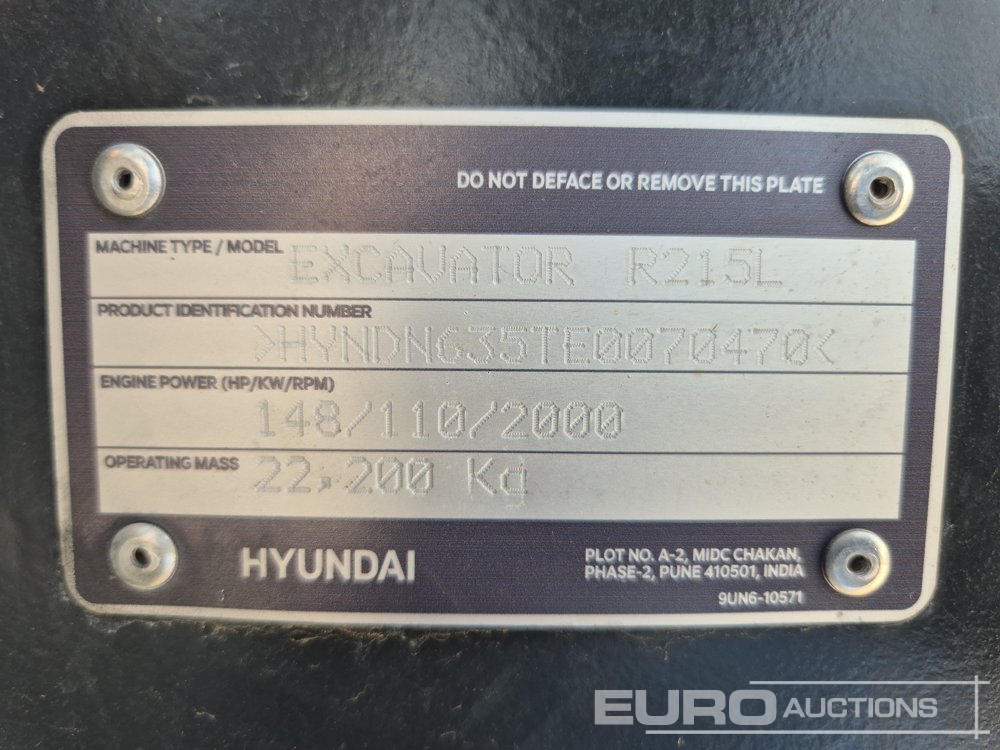 DO NOT DEFACE OR REMOVE THIS PLATE
MACHINE TYPE / MODEL EXCAVATOR R215L
PRODUCT IDENTIFICATION NUMBER
>HYNDN635TE0070470<
ENGINE POWER (HP/KW/RPM)
148/110/2000
OPERATING MASS 22,200 Kg
HYUNDAI
PLOT NO. A-2, MIDC CHAKAN,
PHASE-2, PUNE 410501, INDIA
9UN6-10571
EURO AUCTIONS